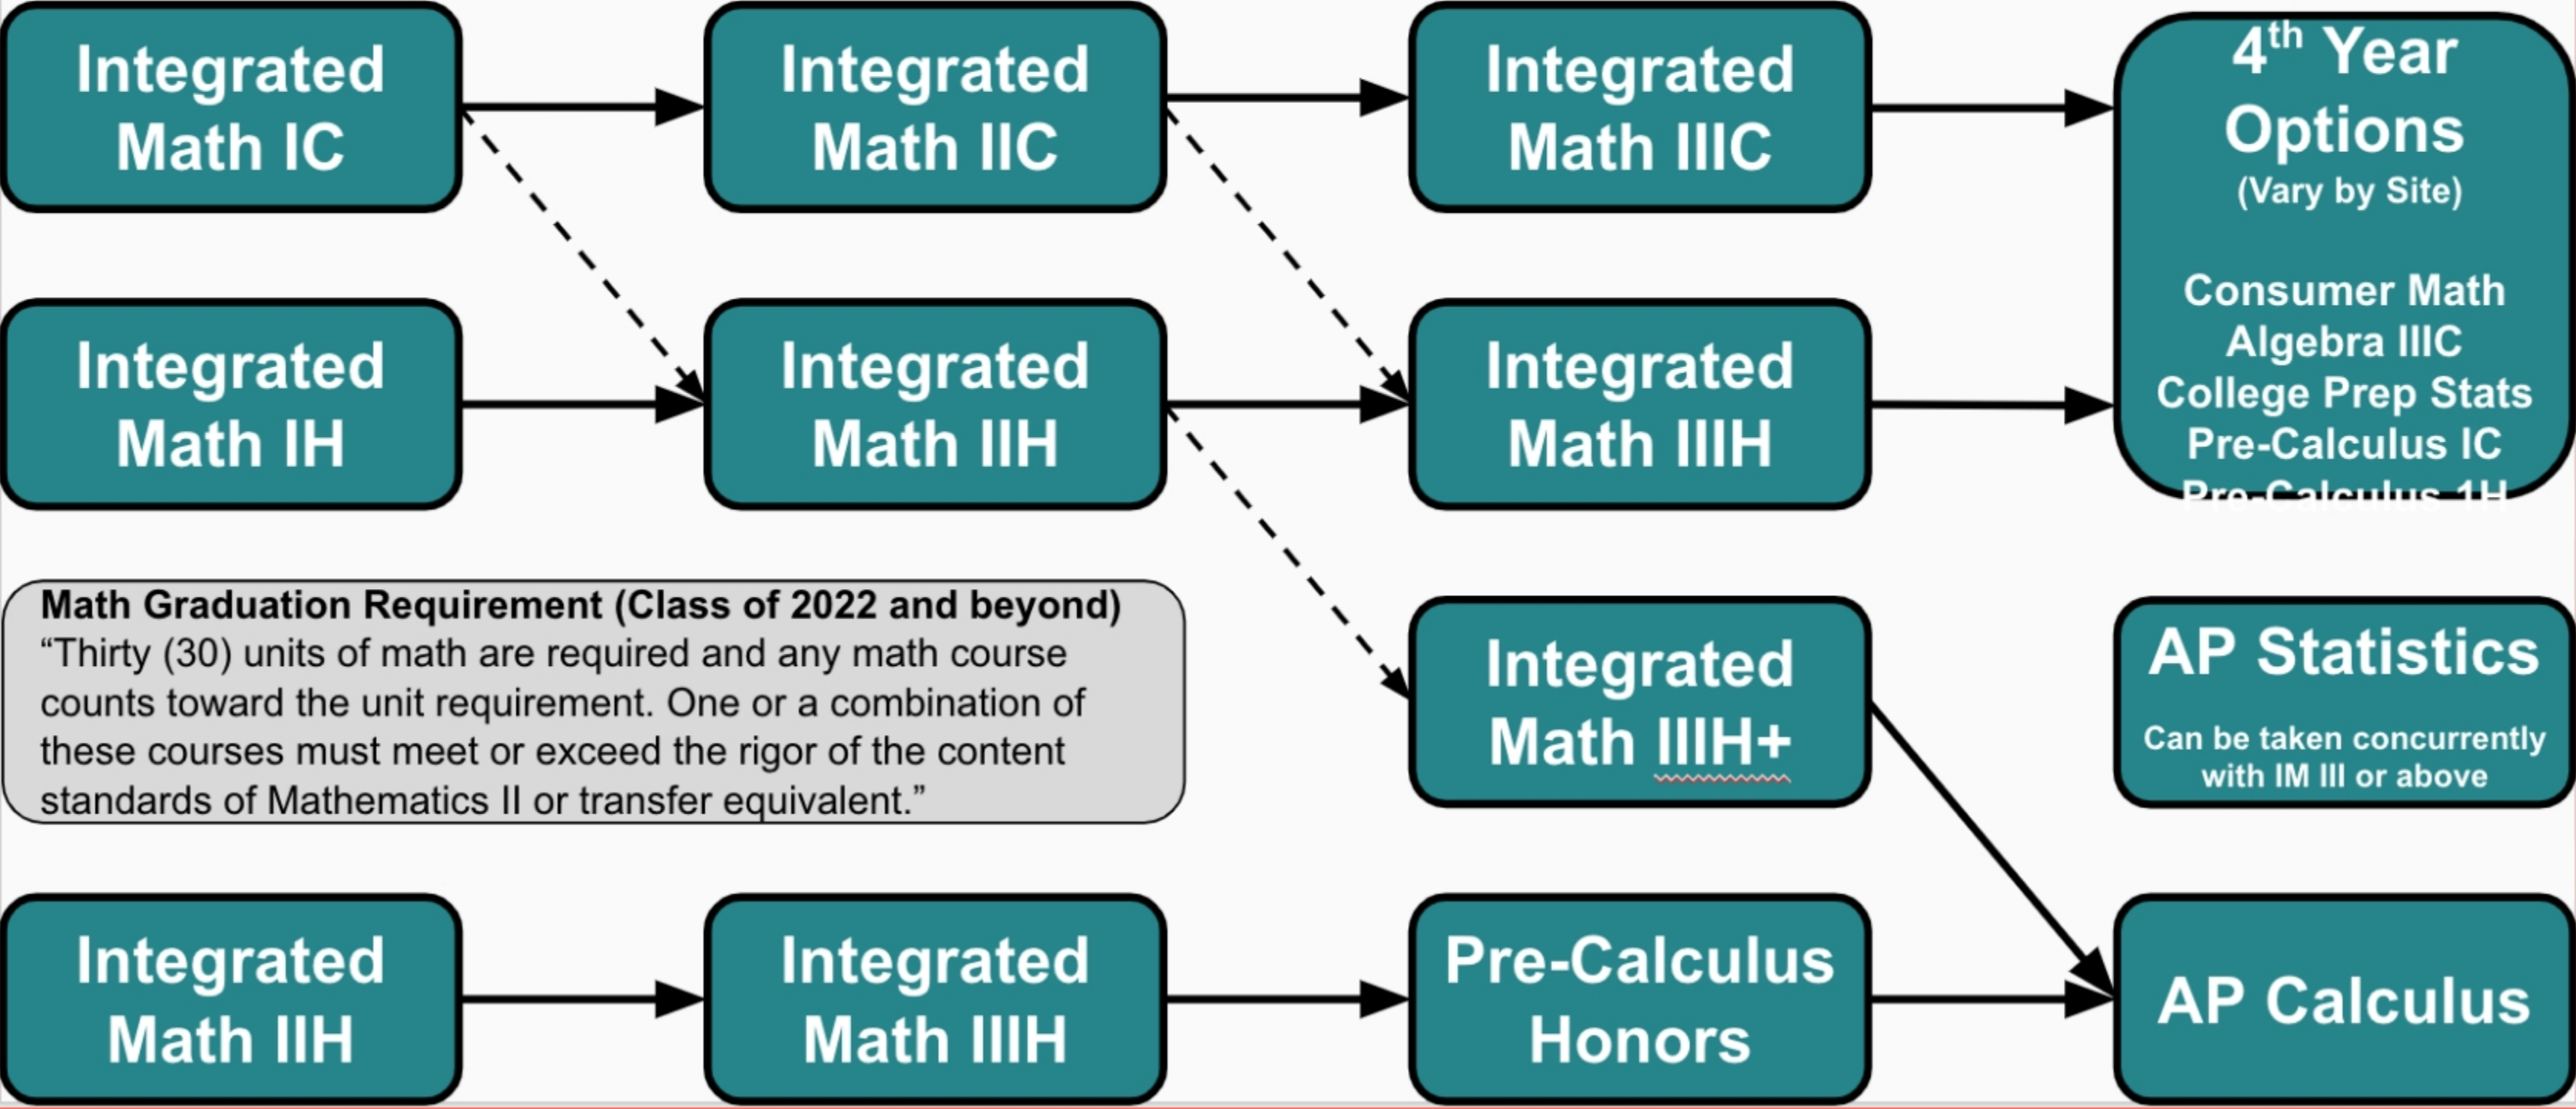 Integrated
Math IC
Integrated
Math IIC
Integrated
Math IIIC
4th Year
Options
(Vary by Site)
Consumer Math
Algebra IIIC
College Prep Stats
Pre-Calculus IC
Pre-Calculus 1H
Integrated
Math IH
Integrated
Math IIH
Integrated
Math IIIH
Math Graduation Requirement (Class of 2022 and beyond)
“Thirty (30) units of math are required and any math course
counts toward the unit requirement. One or a combination of
these courses must meet or exceed the rigor of the content
standards of Mathematics II or transfer equivalent.”
Integrated
Math IIIH+
AP Statistics
Can be taken concurrently
with IM III or above
Integrated
Math IIH
Integrated
Math IIIH
Pre-Calculus
Honors
AP Calculus